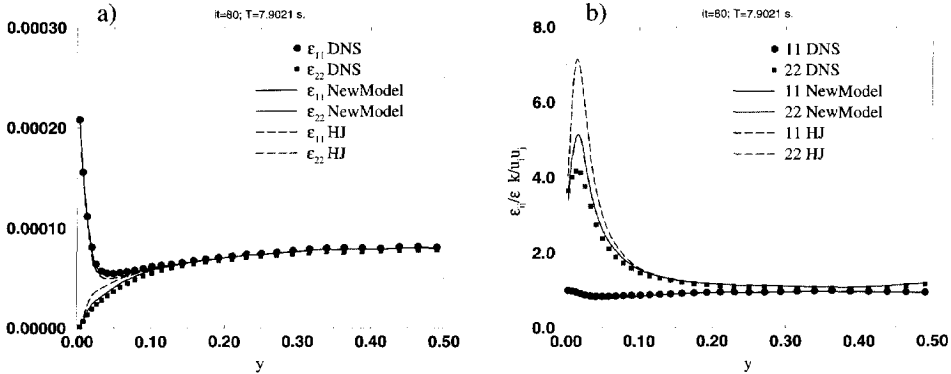 a)
it=80; T=7.9021 s.
0.00030
0.00020
0.00010
0.00000
ε11 DNS
ε22 DNS
ε11 NewModel
ε22 NewModel
ε11 HJ
ε22 HJ
0.00 0.10 0.20 0.30 0.40 0.50
y
b)
it=80; T=7.9021 s.
8.0
6.0
4.0
2.0
0.0
εij/ε k/uiuj
11 DNS
22 DNS
11 NewModel
22 NewModel
11 HJ
22 HJ
0.00 0.10 0.20 0.30 0.40 0.50
y